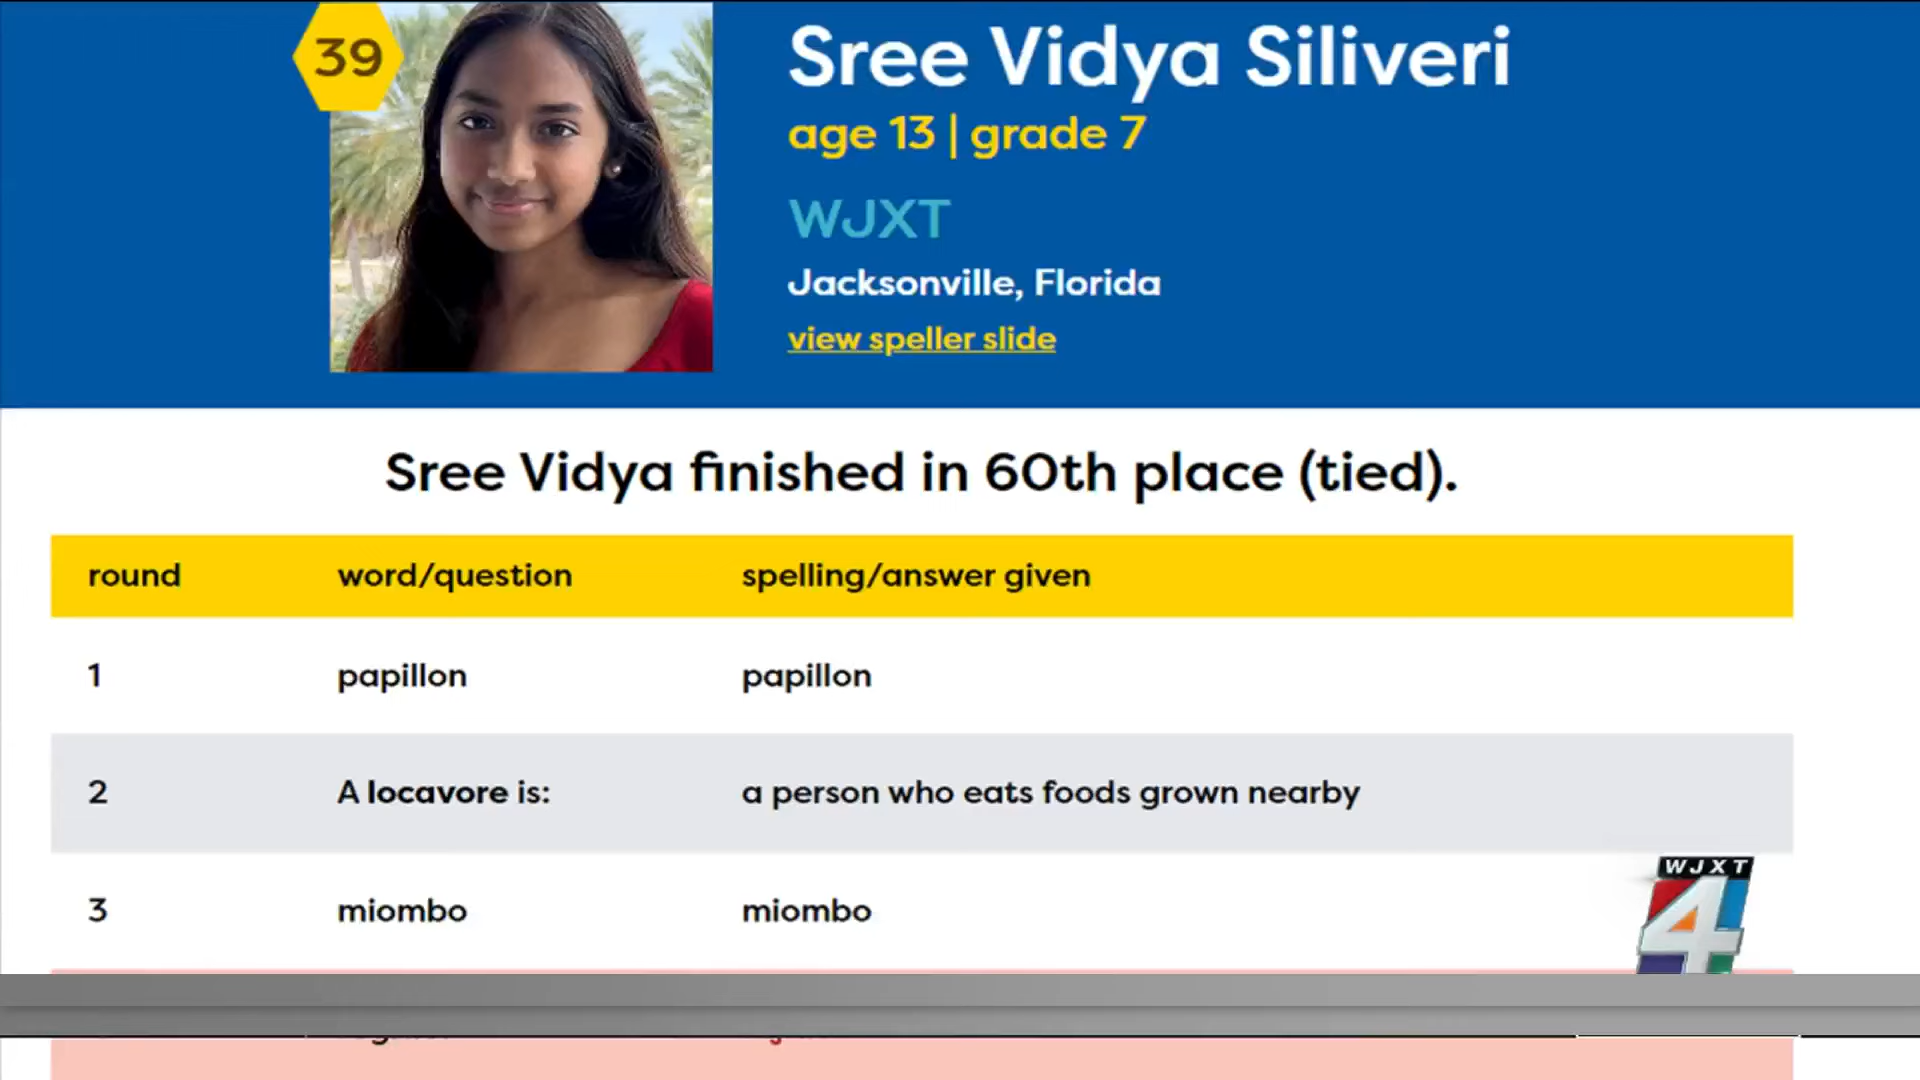 39
Sree Vidya Siliveri
age 13 | grade 7
WJXT
Jacksonville, Florida
view speller slide
Sree Vidya finished in 60th place (tied).
round word/question spelling/answer given
1 papillon papillon
2 A locavore is: a person who eats foods grown nearby
3 miombo miombo
WJXT
4